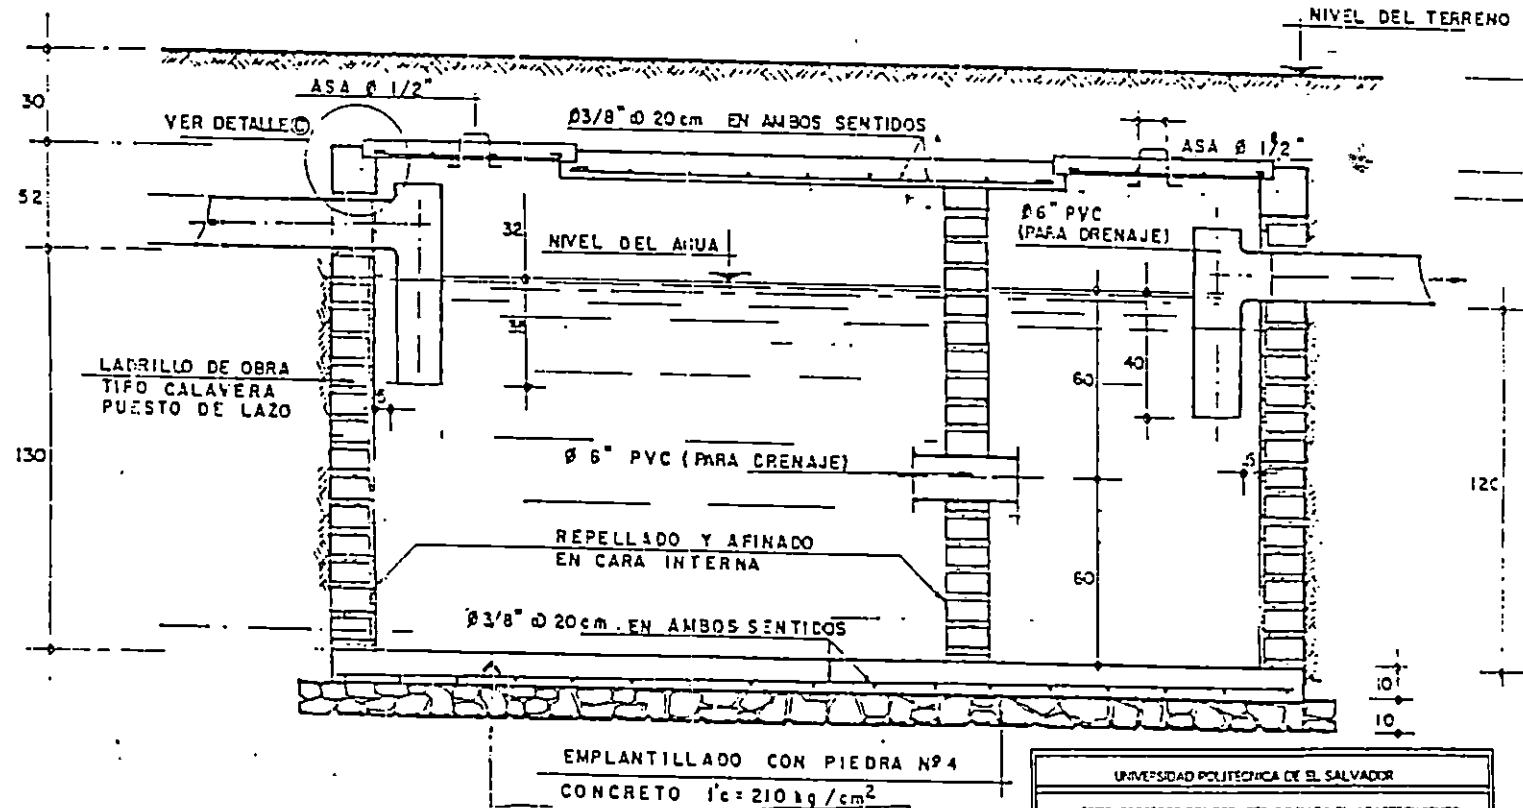 NIVEL DEL TERRENO
30
ASA Ø 1/2"
VER DETALLE C
Ø3/8" @ 20 cm EN AMBOS SENTIDOS
ASA Ø 1/2"
52
32
NIVEL DEL AGUA
Ø6" PVC
(PARA DRENAJE)
LADRILLO DE OBRA
TIPO CALAVERA
PUESTO DE LAZO
5
60
40
130
Ø 6" PVC (PARA DRENAJE)
5
120
REPELLADO Y AFINADO
EN CARA INTERNA
60
Ø3/8" @ 20 cm. EN AMBOS SENTIDOS
10
10
EMPLANTILLADO CON PIEDRA Nº 4
CONCRETO f'c = 210 kg/cm²
UNIVERSIDAD POLITECNICA DE EL SALVADOR